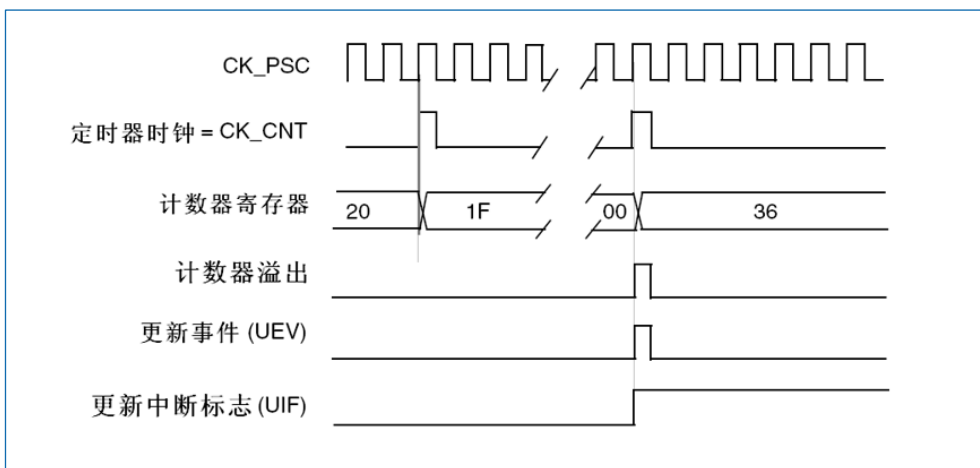 CK_PSC
定时器时钟 = CK_CNT
计数器寄存器 20 1F 00 36
计数器溢出
更新事件 (UEV)
更新中断标志 (UIF)